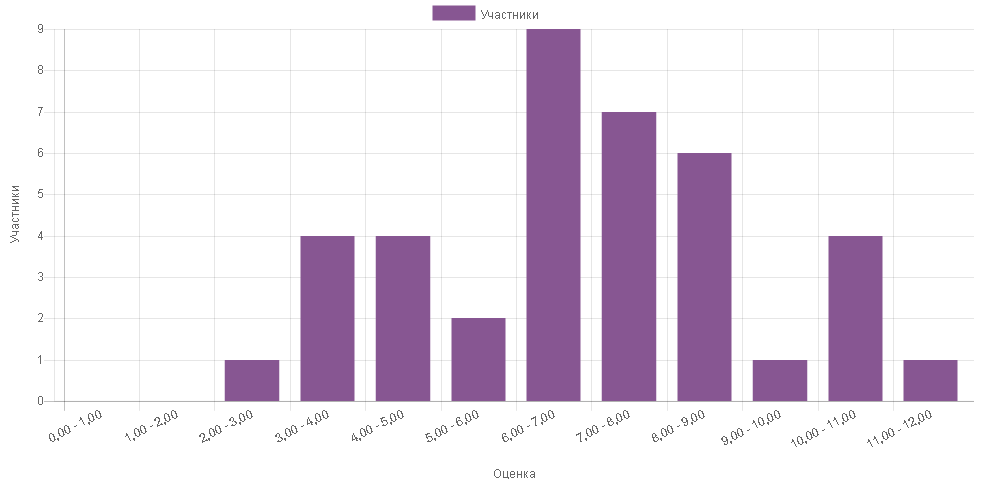 Участники
9
8
7
6
5
4
3
2
1
0
Участники
0,00 - 1,00
1,00 - 2,00
2,00 - 3,00
3,00 - 4,00
4,00 - 5,00
5,00 - 6,00
6,00 - 7,00
7,00 - 8,00
8,00 - 9,00
9,00 - 10,00
10,00 - 11,00
11,00 - 12,00
Оценка